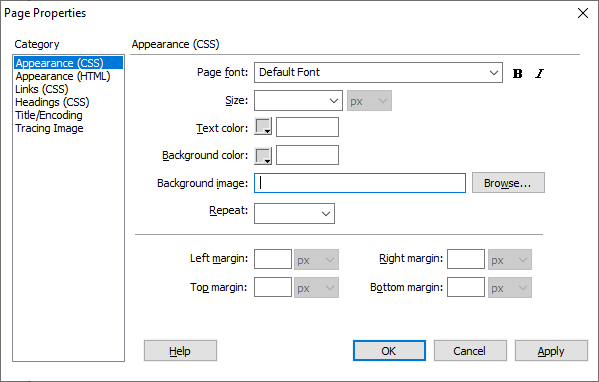 Page Properties
Category
Appearance (CSS)
Appearance (HTML)
Links (CSS)
Headings (CSS)
Title/Encoding
Tracing Image
Appearance (CSS)
Page font: Default Font B I
Size: px
Text color:
Background color:
Background image: Browse...
Repeat:
Left margin: px Right margin: px
Top margin: px Bottom margin: px
Help OK Cancel Apply